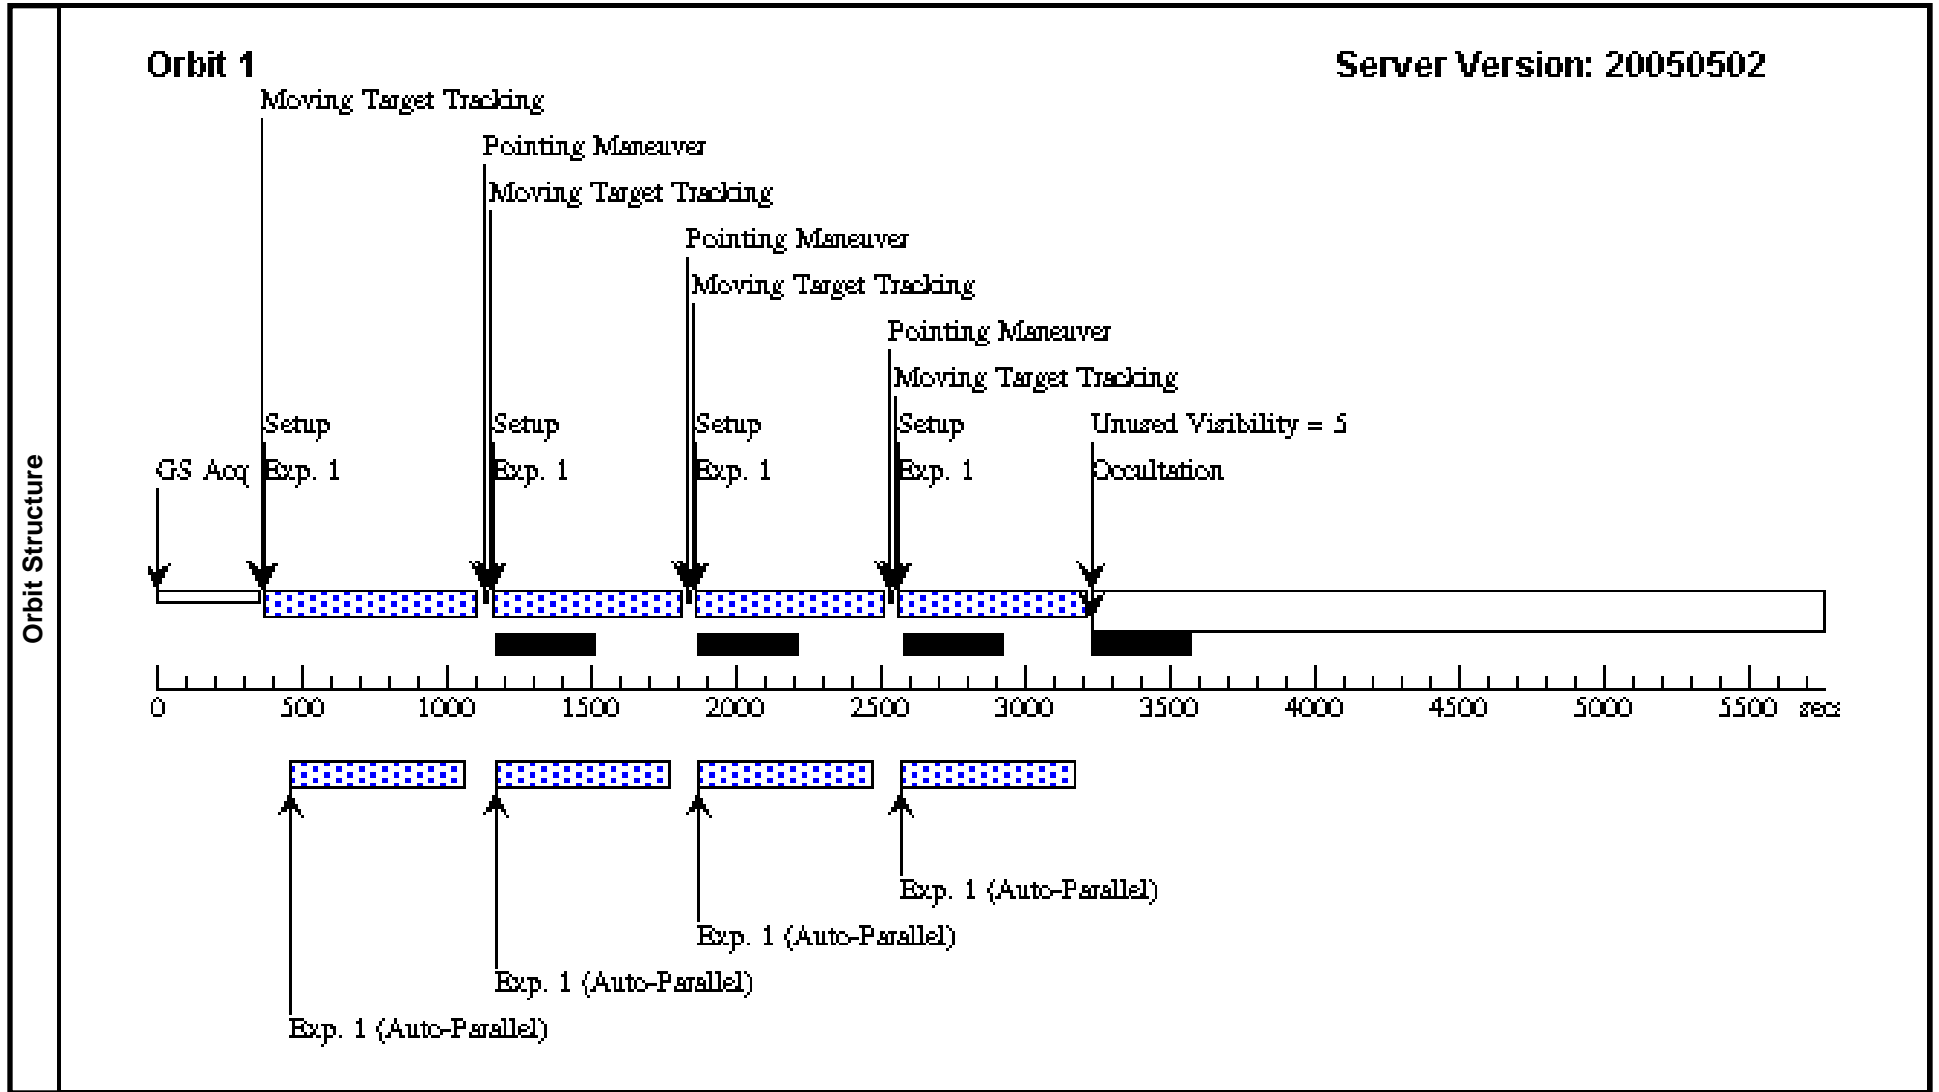 Orbit 1
Server Version: 20050502
Moving Target Tracking
Pointing Maneuver
Moving Target Tracking
Pointing Maneuver
Moving Target Tracking
Pointing Maneuver
Moving Target Tracking
Setup
Setup
Setup
Setup
Unused Visibility = 5
GS Acq
Exp. 1
Exp. 1
Exp. 1
Exp. 1
Occultation
Orbit Structure
0 500 1000 1500 2000 2500 3000 3500 4000 4500 5000 5500 secs
Exp. 1 (Auto-Parallel)
Exp. 1 (Auto-Parallel)
Exp. 1 (Auto-Parallel)
Exp. 1 (Auto-Parallel)